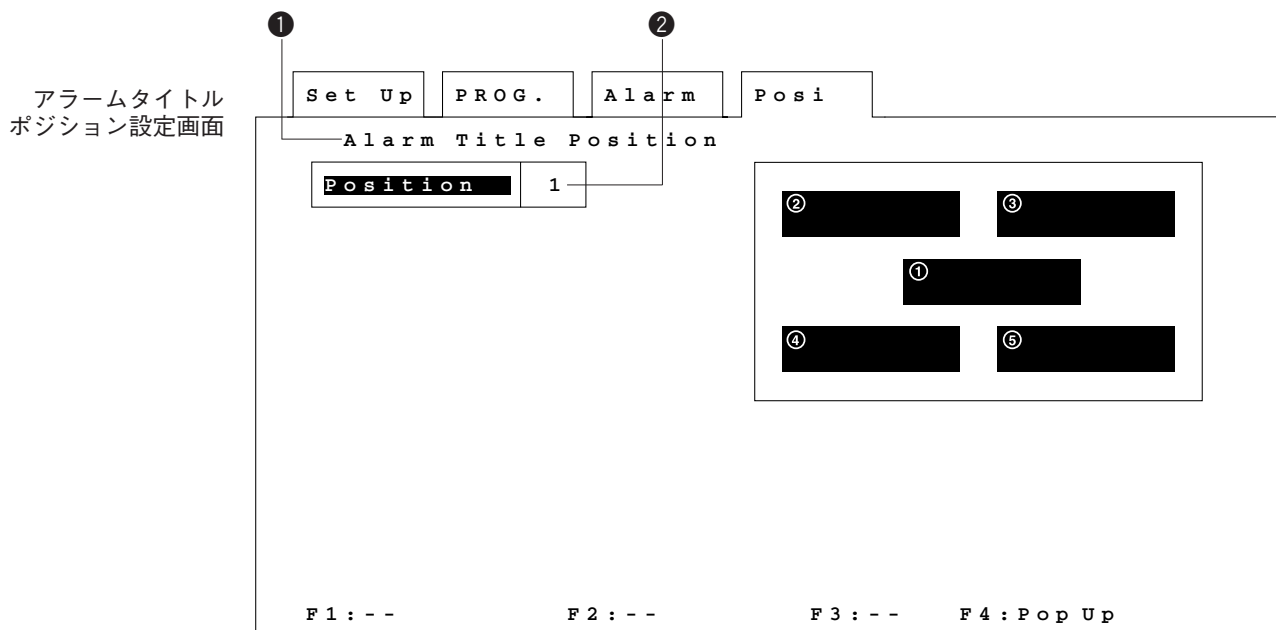 ❶ ❷
アラームタイトル
ポジション設定画面
Set Up PROG. Alarm Posi
Alarm Title Position
Position 1
② ③
①
④ ⑤
F1:-- F2:-- F3:-- F4:Pop Up